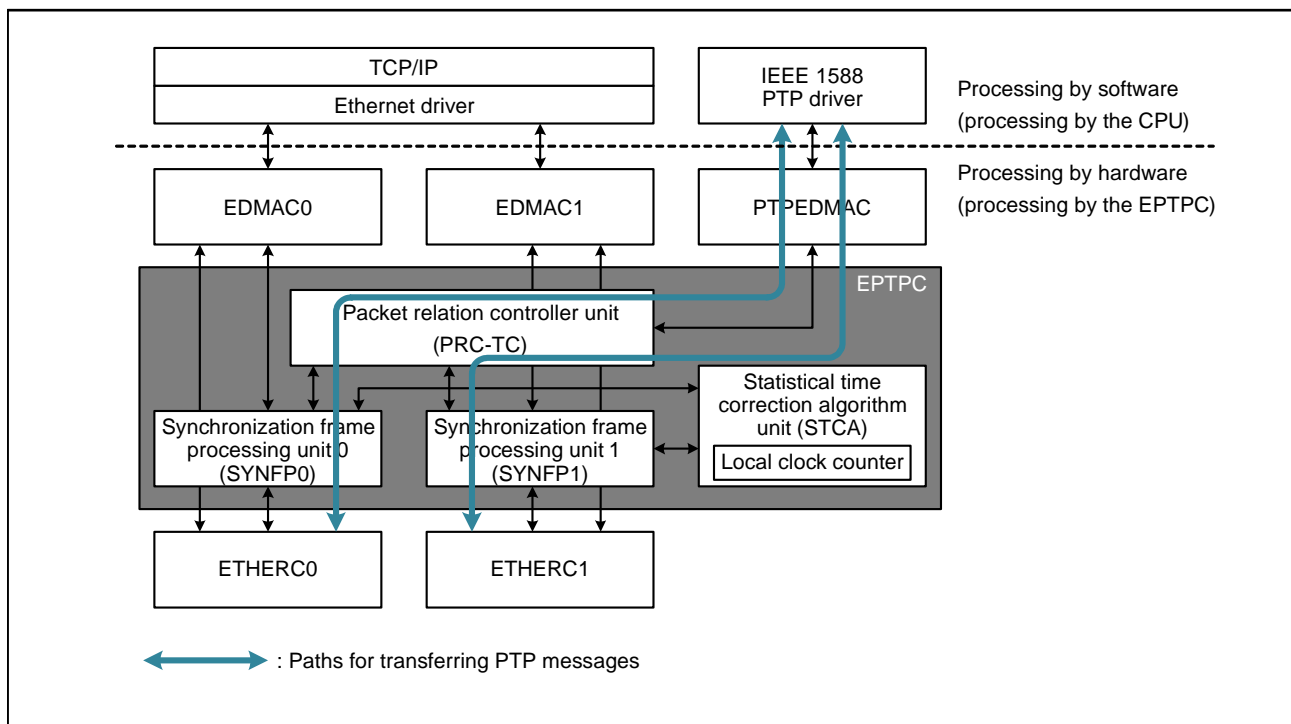 TCP/IP
Ethernet driver
IEEE 1588
PTP driver
Processing by software
(processing by the CPU)
Processing by hardware
(processing by the EPTPC)
EDMAC0
EDMAC1
PTPEDMAC
EPTPC
Packet relation controller unit
(PRC-TC)
Synchronization frame
processing unit 0
(SYNFP0)
Synchronization frame
processing unit 1
(SYNFP1)
Statistical time
correction algorithm
unit (STCA)
Local clock counter
ETHERC0
ETHERC1
: Paths for transferring PTP messages